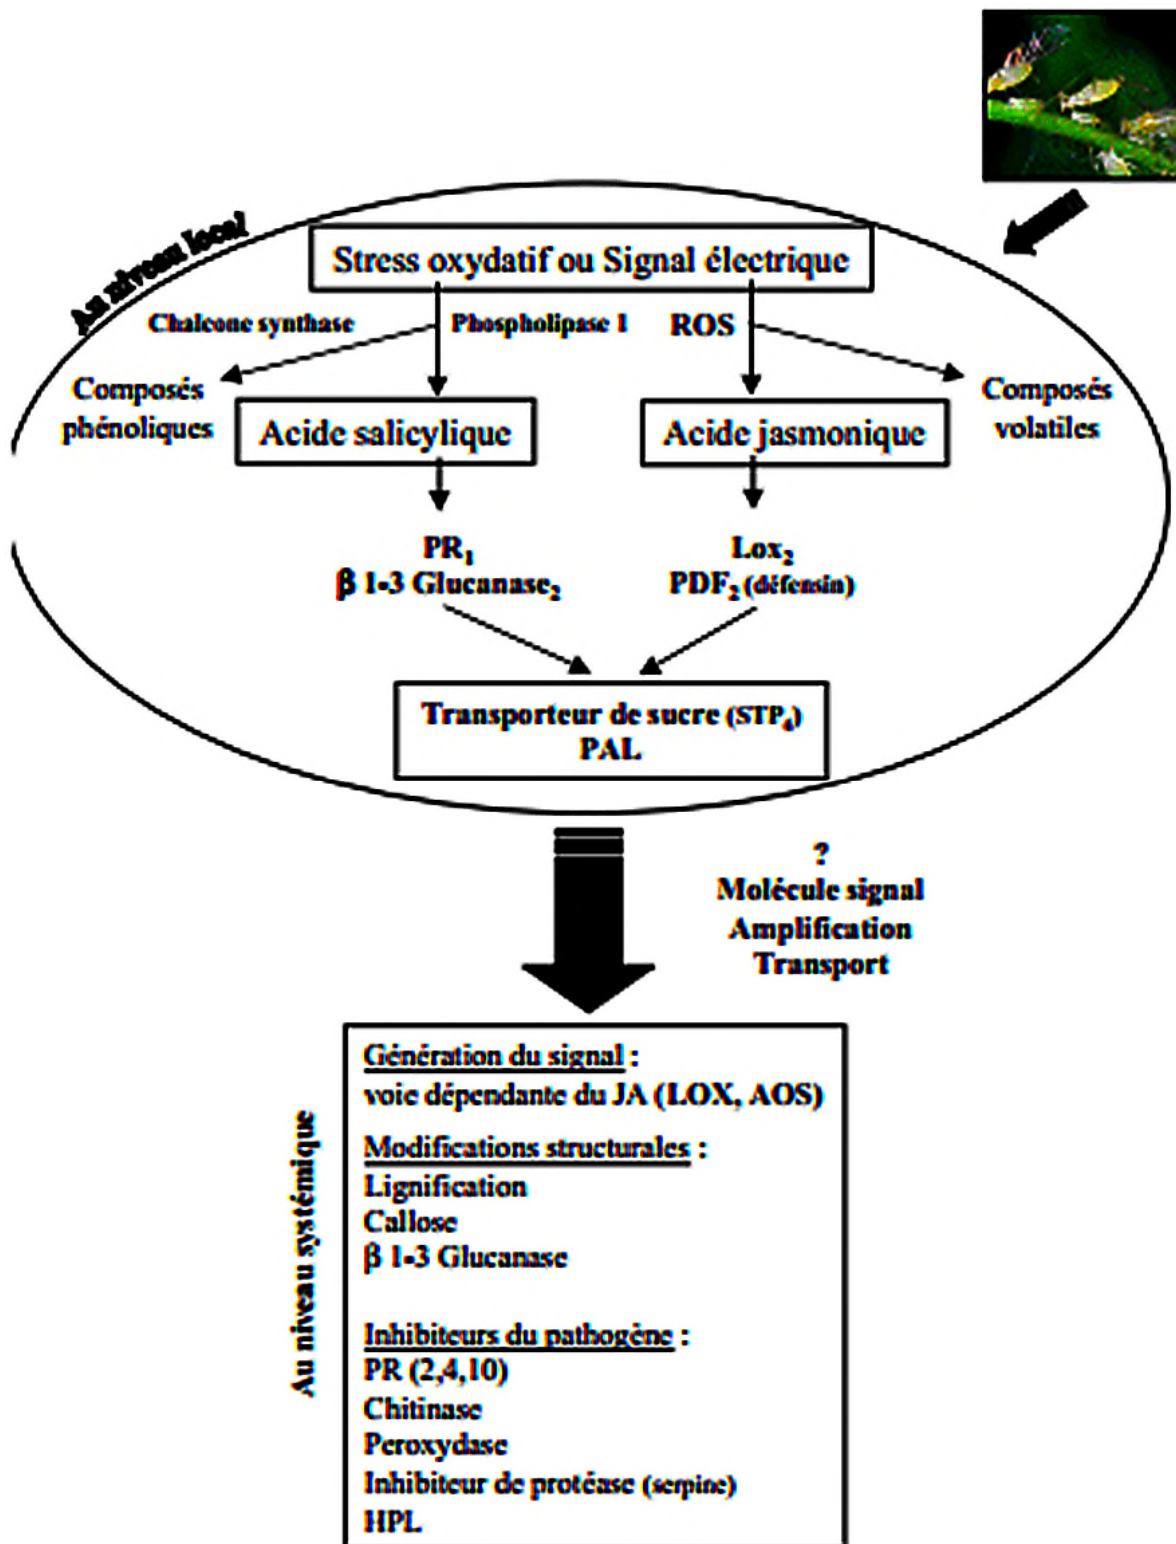 Au niveau local
Stress oxydatif ou Signal électrique
Chalcone synthase
Phospholipase 1
ROS
Composés
phénoliques
Acide salicylique
Acide jasmonique
Composés
volatiles
PR₁
β 1-3 Glucanase₂
Lox₂
PDF₂ (défensin)
Transporteur de sucre (STP₄)
PAL
?
Molécule signal
Amplification
Transport
Au niveau systémique
Génération du signal :
voie dépendante du JA (LOX, AOS)
Modifications structurales :
Lignification
Callose
β 1-3 Glucanase
Inhibiteurs du pathogène :
PR (2,4,10)
Chitinase
Peroxydase
Inhibiteur de protéase (serpine)
HPL